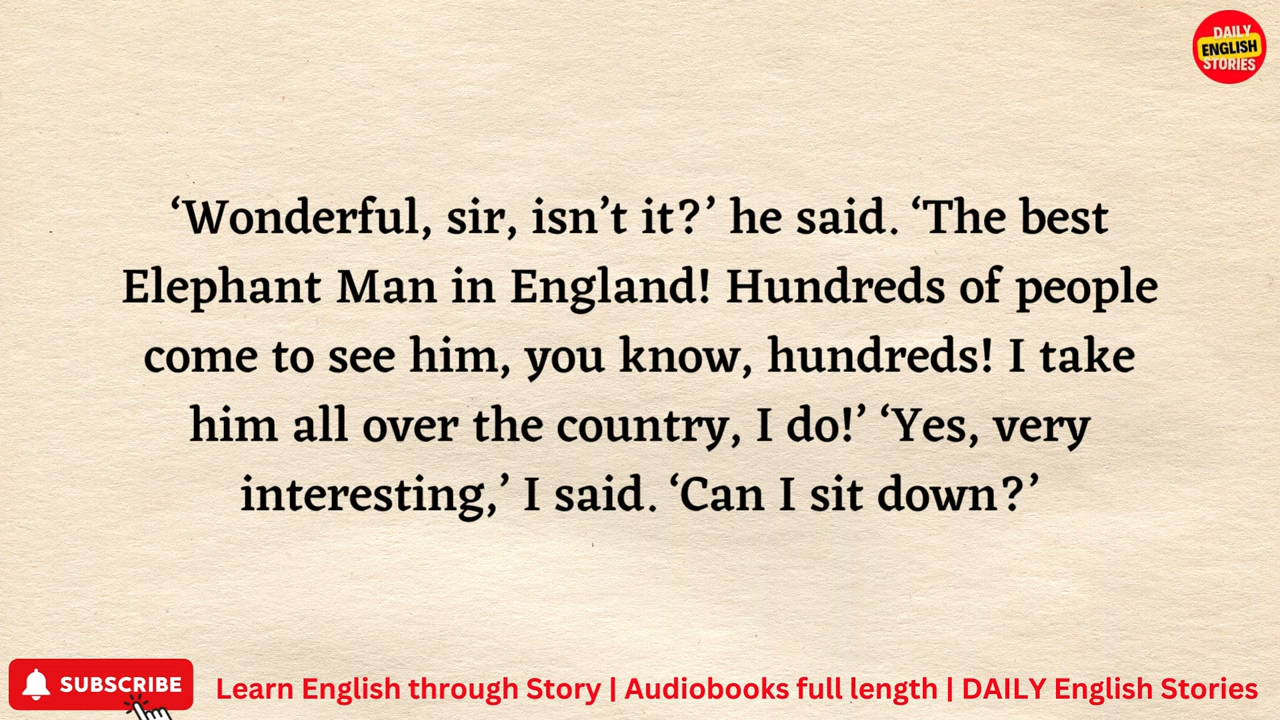 DAILY
ENGLISH
STORIES
‘Wonderful, sir, isn’t it?’ he said. ‘The best
Elephant Man in England! Hundreds of people
come to see him, you know, hundreds! I take
him all over the country, I do!’ ‘Yes, very
interesting,’ I said. ‘Can I sit down?’
SUBSCRIBE
Learn English through Story | Audiobooks full length | DAILY English Stories